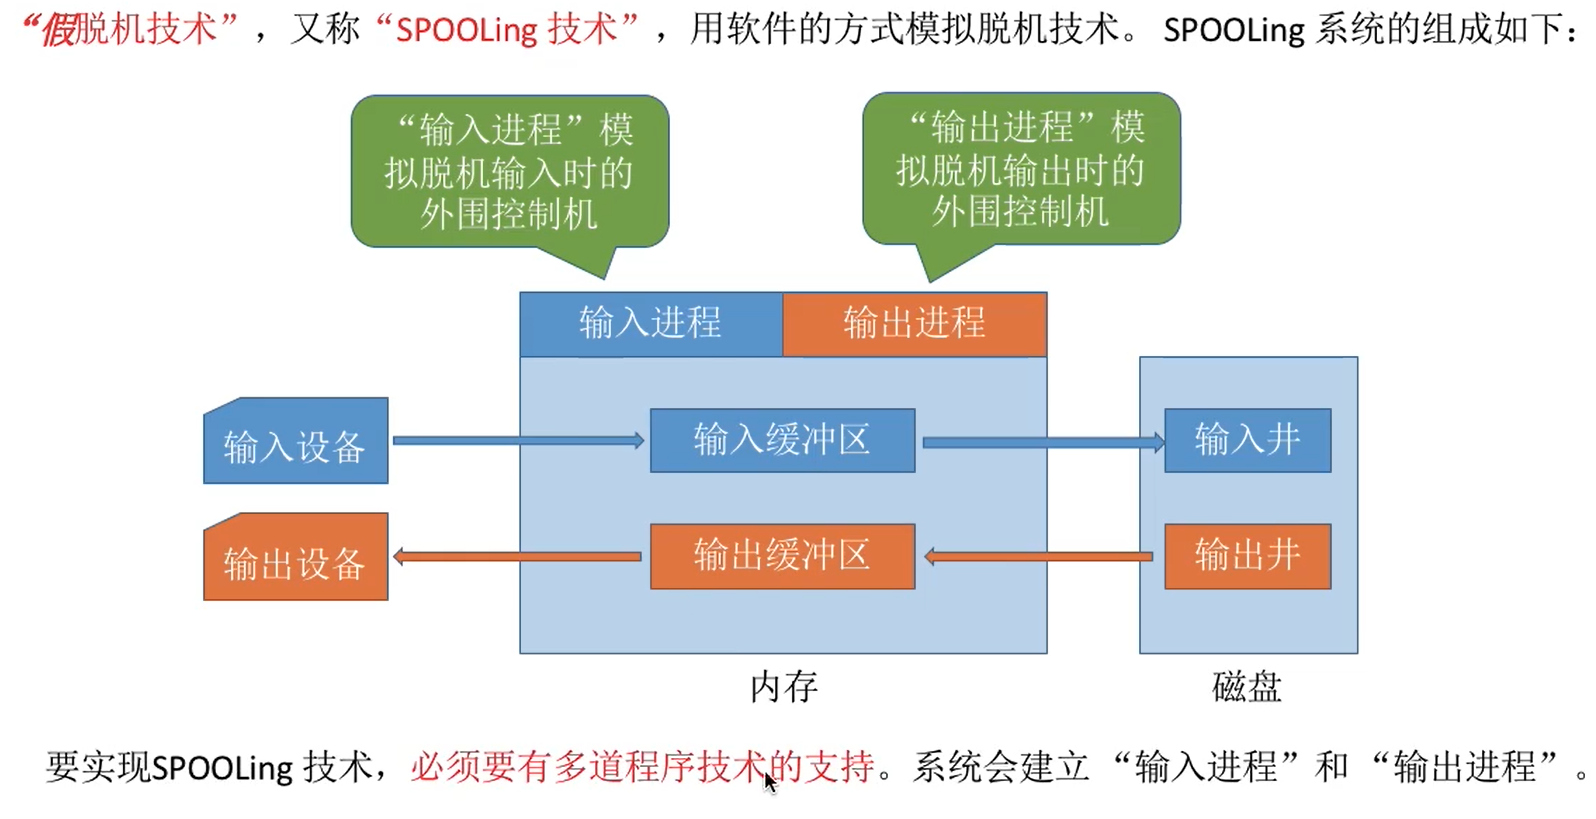 “假脱机技术”，又称“SPOOLing 技术”，用软件的方式模拟脱机技术。SPOOLing 系统的组成如下：
“输入进程”模
拟脱机输入时的
外围控制机
“输出进程”模
拟脱机输出时的
外围控制机
输入进程
输出进程
输入设备
输入缓冲区
输入井
输出设备
输出缓冲区
输出井
内存
磁盘
要实现SPOOLing 技术，必须要有多道程序技术的支持。系统会建立“输入进程”和“输出进程”。